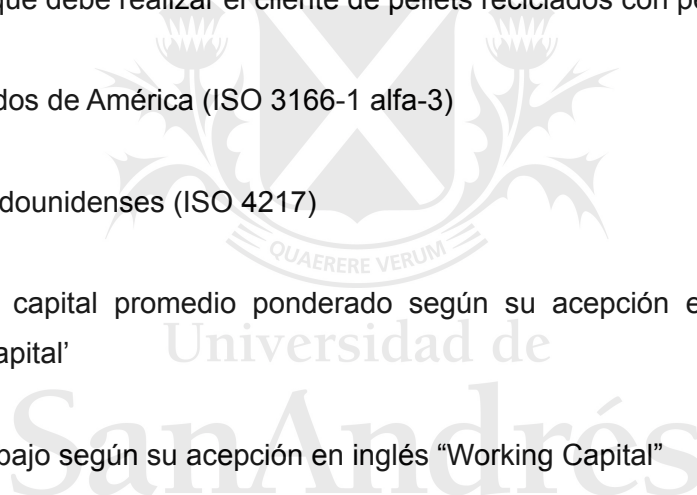 que debe realizar el cliente de pellets reciclados con pe
dos de América (ISO 3166-1 alfa-3)
dounidenses (ISO 4217)
QUAERERE VERUM
capital promedio ponderado según su acepción e
apital’
Universidad de
SanAndrés
bajo según su acepción en inglés “Working Capital”